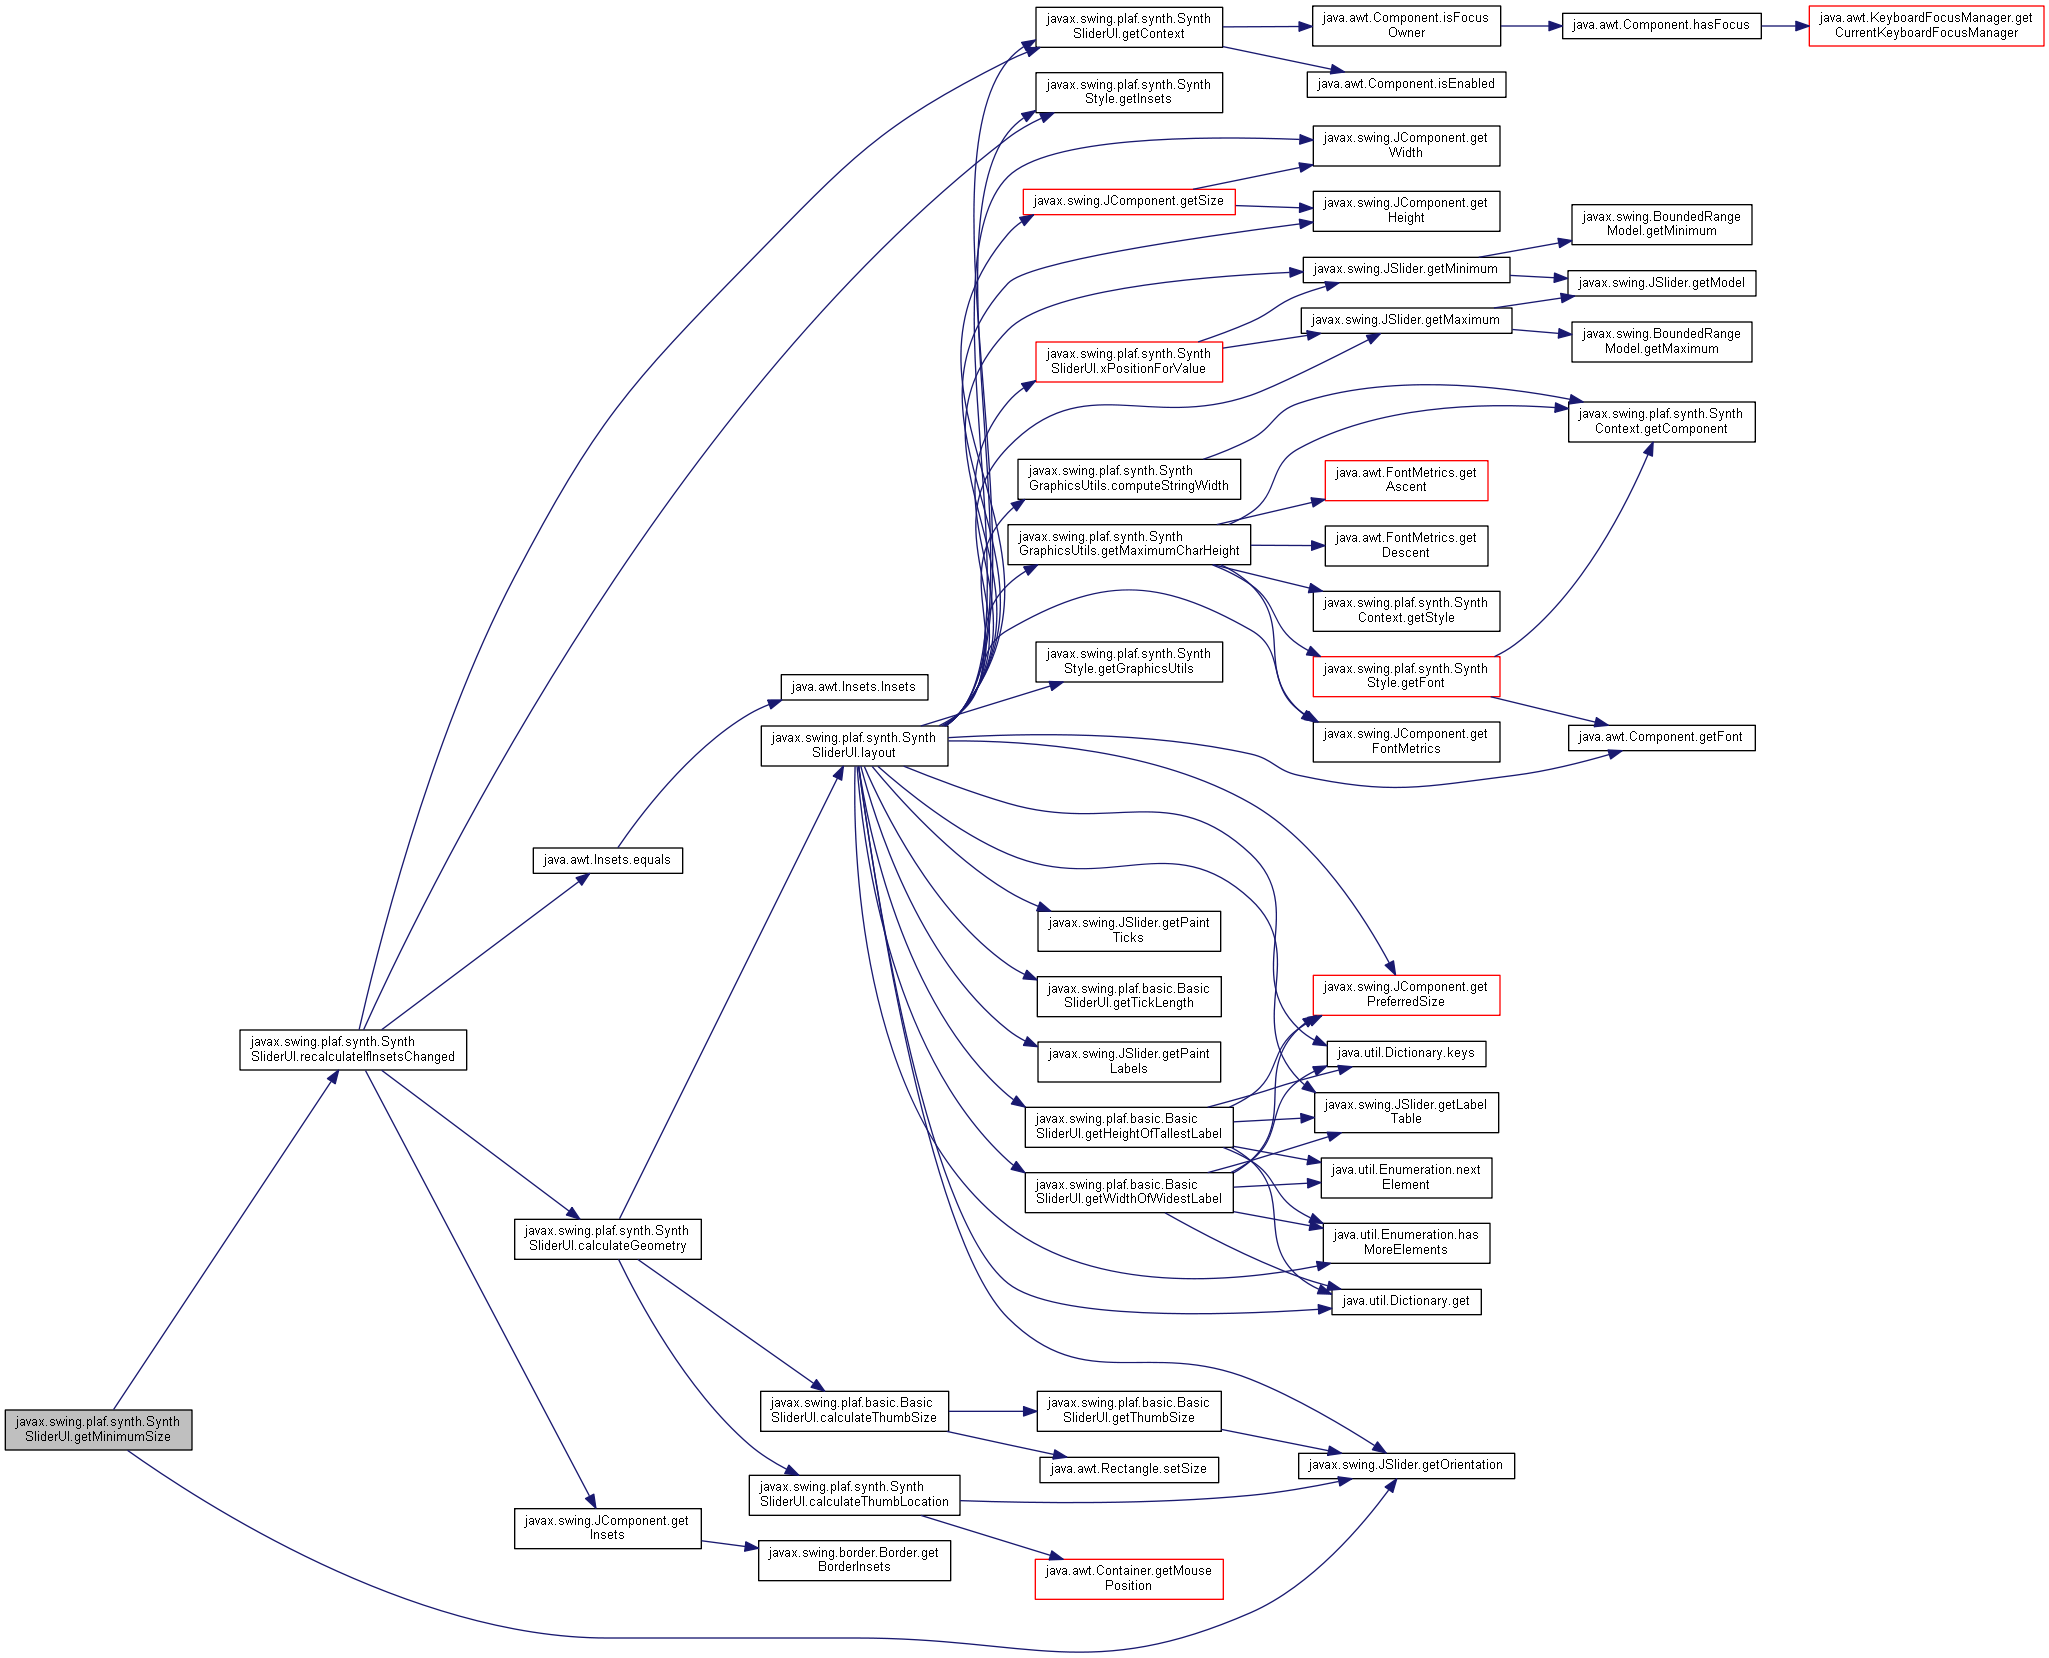 javax.swing.plaf.synth.Synth
SliderUI.getMinimumSize
javax.swing.plaf.synth.Synth
SliderUI.recalculateIfInsetsChanged
java.awt.Insets.equals
javax.swing.plaf.synth.Synth
SliderUI.calculateGeometry
javax.swing.JComponent.get
Insets
java.awt.Insets.Insets
javax.swing.plaf.synth.Synth
SliderUI.layout
javax.swing.plaf.basic.Basic
SliderUI.calculateThumbSize
javax.swing.plaf.synth.Synth
SliderUI.calculateThumbLocation
javax.swing.border.Border.get
BorderInsets
javax.swing.plaf.synth.Synth
SliderUI.getContext
javax.swing.plaf.synth.Synth
Style.getInsets
javax.swing.JComponent.getSize
javax.swing.plaf.synth.Synth
SliderUI.xPositionForValue
javax.swing.plaf.synth.Synth
GraphicsUtils.computeStringWidth
javax.swing.plaf.synth.Synth
GraphicsUtils.getMaximumCharHeight
javax.swing.plaf.synth.Synth
Style.getGraphicsUtils
javax.swing.JSlider.getPaint
Ticks
javax.swing.plaf.basic.Basic
SliderUI.getTickLength
javax.swing.JSlider.getPaint
Labels
javax.swing.plaf.basic.Basic
SliderUI.getHeightOfTallestLabel
javax.swing.plaf.basic.Basic
SliderUI.getWidthOfWidestLabel
javax.swing.plaf.basic.Basic
SliderUI.getThumbSize
java.awt.Rectangle.setSize
java.awt.Container.getMouse
Position
java.awt.Component.isFocus
Owner
java.awt.Component.isEnabled
javax.swing.JComponent.get
Width
javax.swing.JComponent.get
Height
javax.swing.JSlider.getMinimum
javax.swing.JSlider.getMaximum
java.awt.FontMetrics.get
Ascent
java.awt.FontMetrics.get
Descent
javax.swing.plaf.synth.Synth
Context.getStyle
javax.swing.plaf.synth.Synth
Style.getFont
javax.swing.JComponent.get
FontMetrics
javax.swing.JComponent.get
PreferredSize
java.util.Dictionary.keys
javax.swing.JSlider.getLabel
Table
java.util.Enumeration.next
Element
java.util.Enumeration.has
MoreElements
java.util.Dictionary.get
javax.swing.JSlider.getOrientation
java.awt.Component.hasFocus
javax.swing.BoundedRange
Model.getMinimum
javax.swing.JSlider.getModel
javax.swing.BoundedRange
Model.getMaximum
javax.swing.plaf.synth.Synth
Context.getComponent
java.awt.Component.getFont
java.awt.KeyboardFocusManager.get
CurrentKeyboardFocusManager